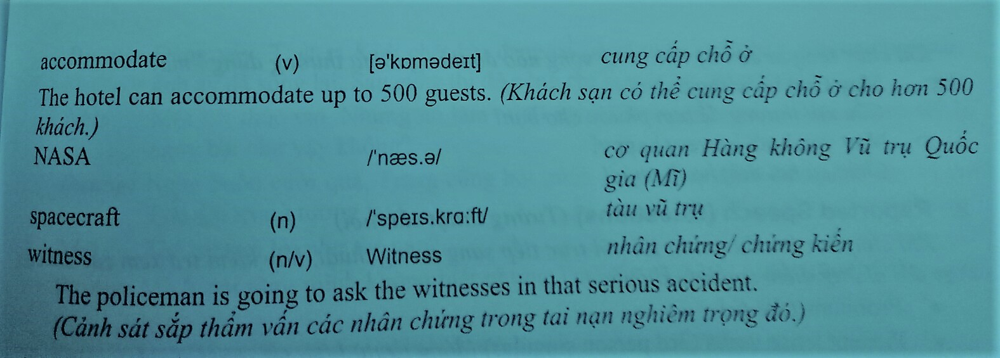 accommodate (v) [ə'kɒmədeɪt] cung cấp chỗ ở
The hotel can accommodate up to 500 guests. (Khách sạn có thể cung cấp chỗ ở cho hơn 500
khách.)
NASA /'næs.ə/ cơ quan Hàng không Vũ trụ Quốc
gia (Mĩ)
spacecraft (n) /'speɪs.krɑ:ft/ tàu vũ trụ
witness (n/v) Witness nhân chứng/ chứng kiến
The policeman is going to ask the witnesses in that serious accident.
(Cảnh sát sắp thẩm vấn các nhân chứng trong tai nạn nghiêm trọng đó.)